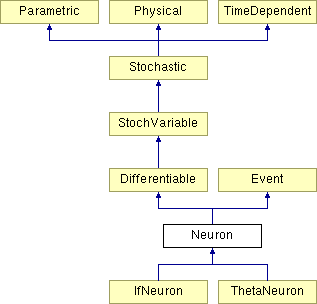 Parametric Physical TimeDependent
Stochastic
StochVariable
Differentiable Event
Neuron
IfNeuron ThetaNeuron